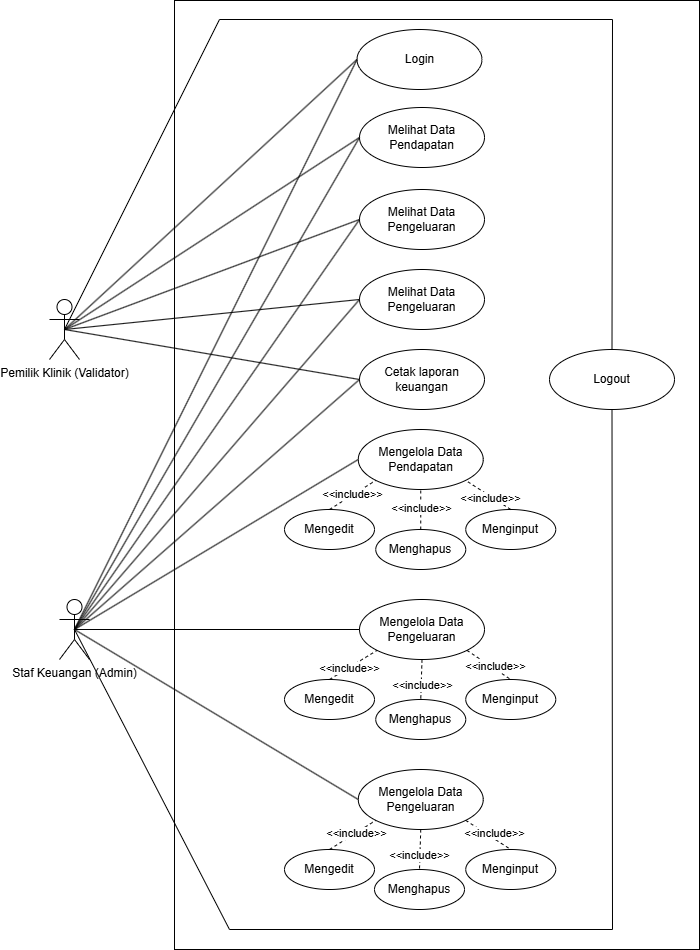 Login
Melihat Data
Pendapatan
Melihat Data
Pengeluaran
Melihat Data
Pengeluaran
Pemilik Klinik (Validator)
Cetak laporan
keuangan
Logout
Mengelola Data
Pendapatan
<<include>>
<<include>>
<<include>>
Mengedit
Menghapus
Menginput
Staf Keuangan (Admin)
Mengelola Data
Pengeluaran
<<include>>
<<include>>
<<include>>
Mengedit
Menghapus
Menginput
Mengelola Data
Pengeluaran
<<include>>
<<include>>
<<include>>
Mengedit
Menghapus
Menginput